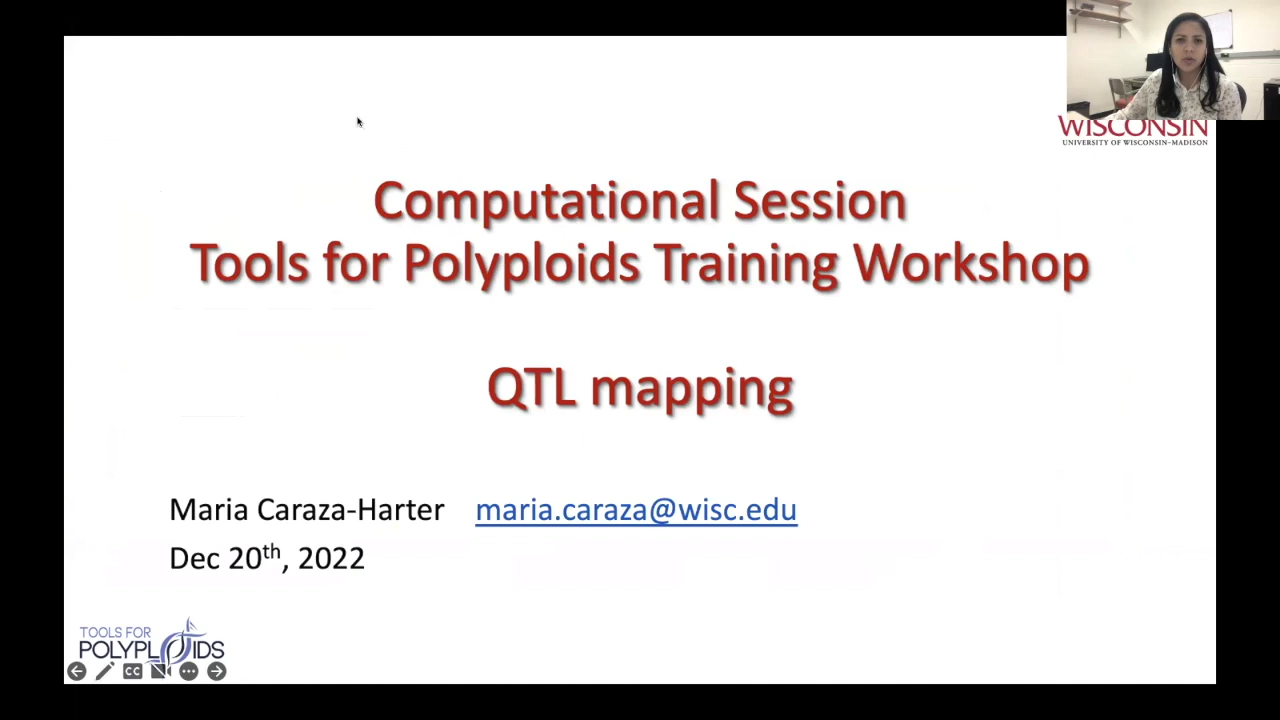 WISCONSIN
UNIVERSITY OF WISCONSIN-MADISON
Computational Session
Tools for Polyploids Training Workshop
QTL mapping
Maria Caraza-Harter maria.caraza@wisc.edu
Dec 20th, 2022
TOOLS FOR
POLYPLOIDS
CC